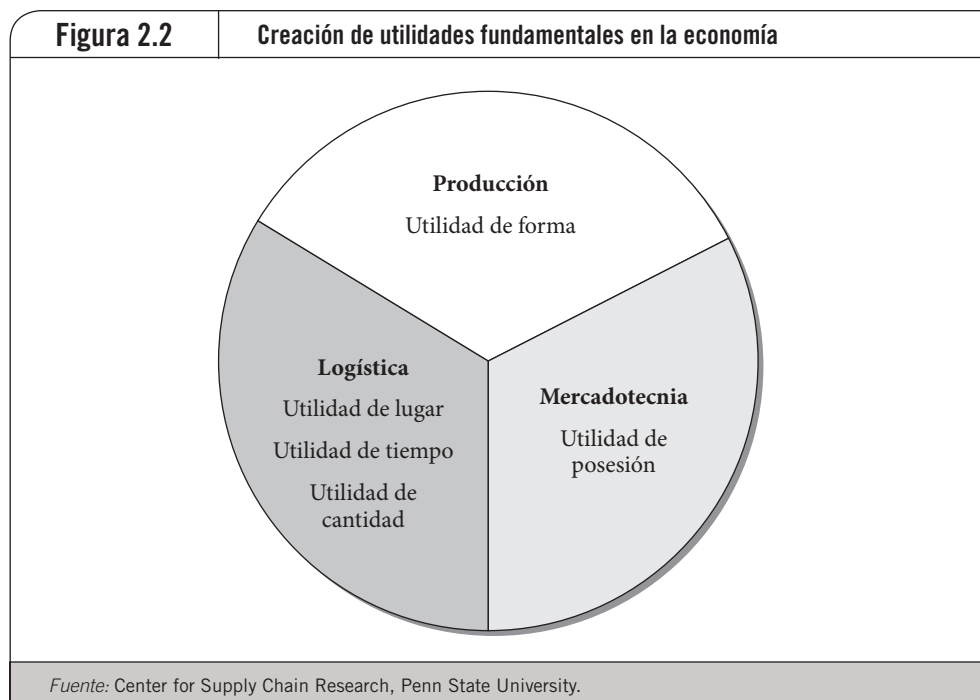 Figura 2.2
Creación de utilidades fundamentales en la economía
Producción
Utilidad de forma
Logística
Utilidad de lugar
Utilidad de tiempo
Utilidad de
cantidad
Mercadotecnia
Utilidad de
posesión
Fuente: Center for Supply Chain Research, Penn State University.